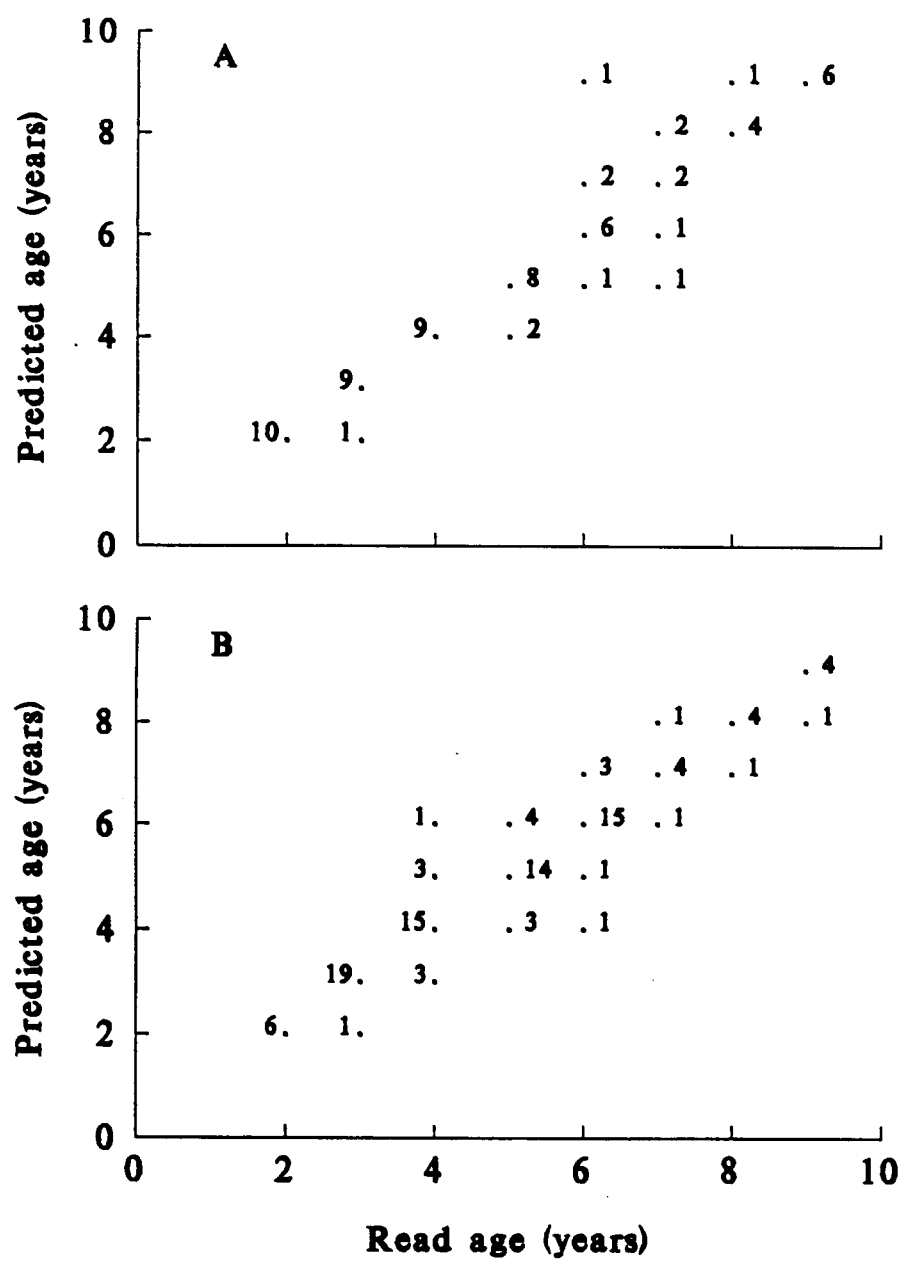 10
A
. 1 . 1 . 6
8
. 2 . 4
. 2 . 2
6
. 6 . 1
. 8 . 1 . 1
4
9. . 2
9.
2
10. 1.
0
Predicted age (years)
10
B
. 4
8
. 1 . 4 . 1
. 3 . 4 . 1
6
1. . 4 . 15 . 1
3. . 14 . 1
4
15. . 3 . 1
19. 3.
2
6. 1.
0
Predicted age (years)
0 2 4 6 8 10
Read age (years)